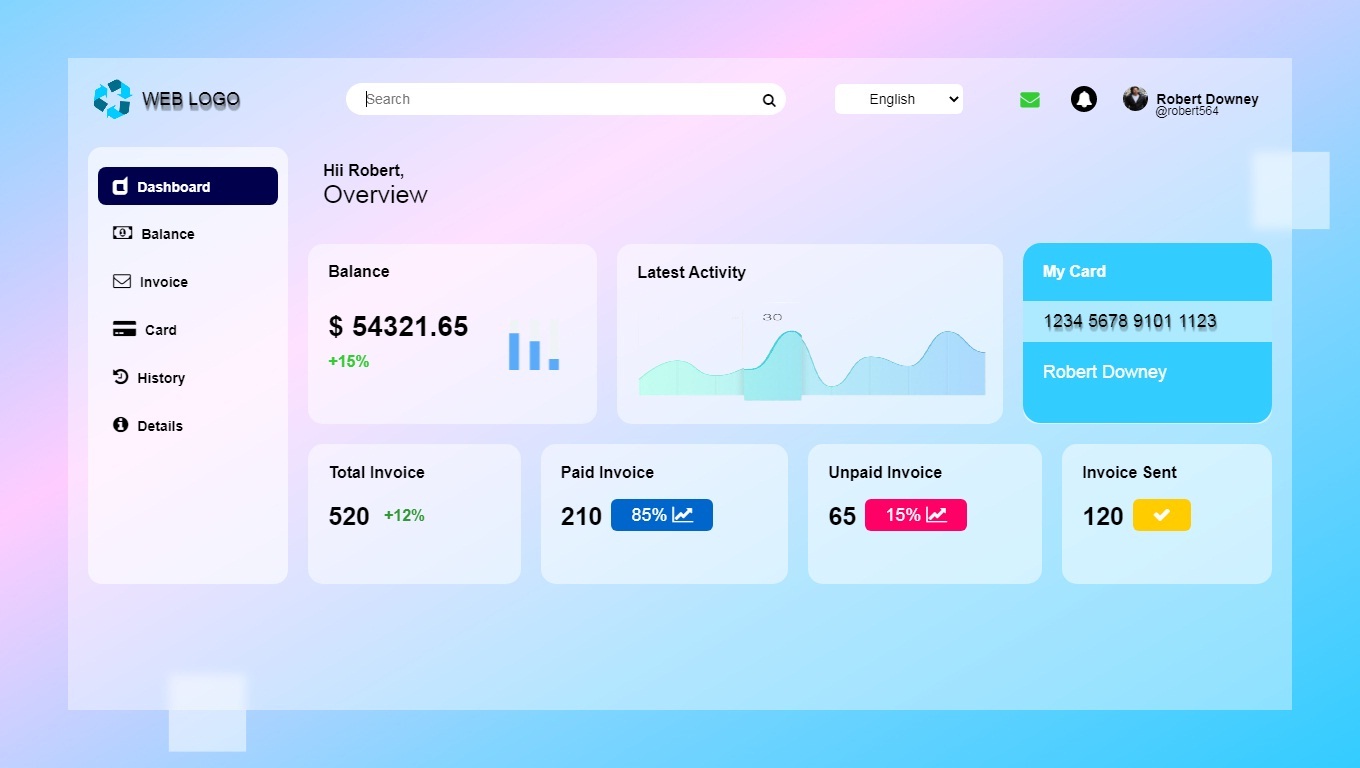 WEB LOGO
Search
English
Robert Downey
@robert564
Dashboard
Balance
Invoice
Card
History
Details
Hii Robert,
Overview
Balance
$ 54321.65
+15%
Latest Activity
30
My Card
1234 5678 9101 1123
Robert Downey
Total Invoice
520 +12%
Paid Invoice
210 85%
Unpaid Invoice
65 15%
Invoice Sent
120